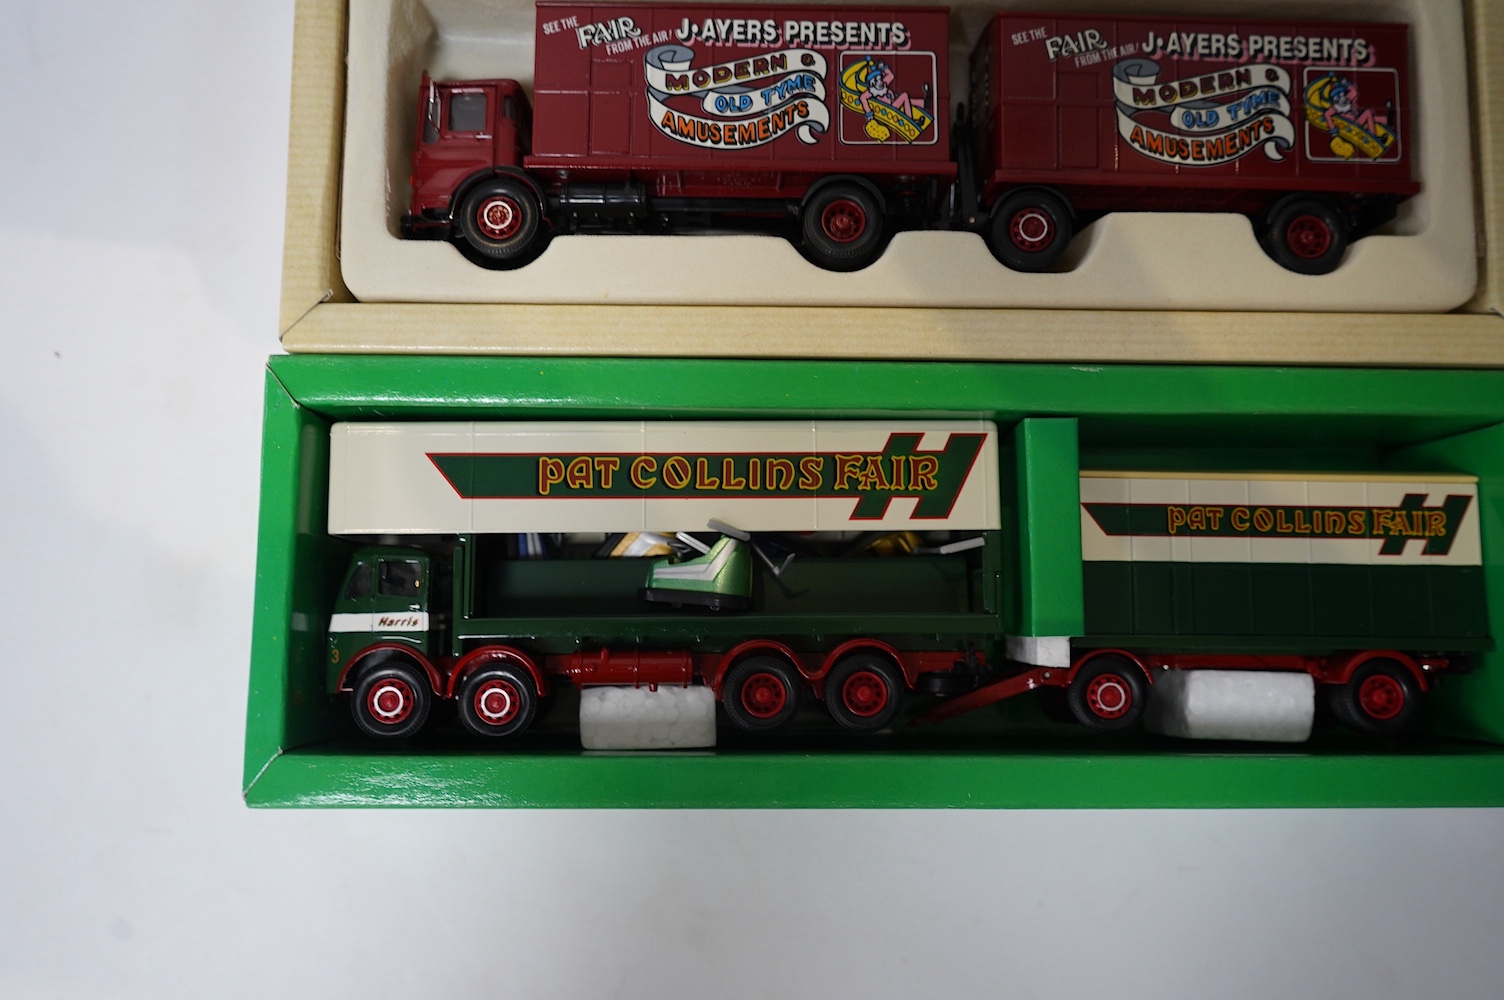 SEE THE FAIR FROM THE AIR! J·AYERS PRESENTS
MODERN &
OLD TYME
AMUSEMENTS
SEE THE FAIR FROM THE AIR! J·AYERS PRESENTS
MODERN &
OLD TYME
AMUSEMENTS
PAT COLLINS FAIR H
PAT COLLINS FAIR H
Harris
3